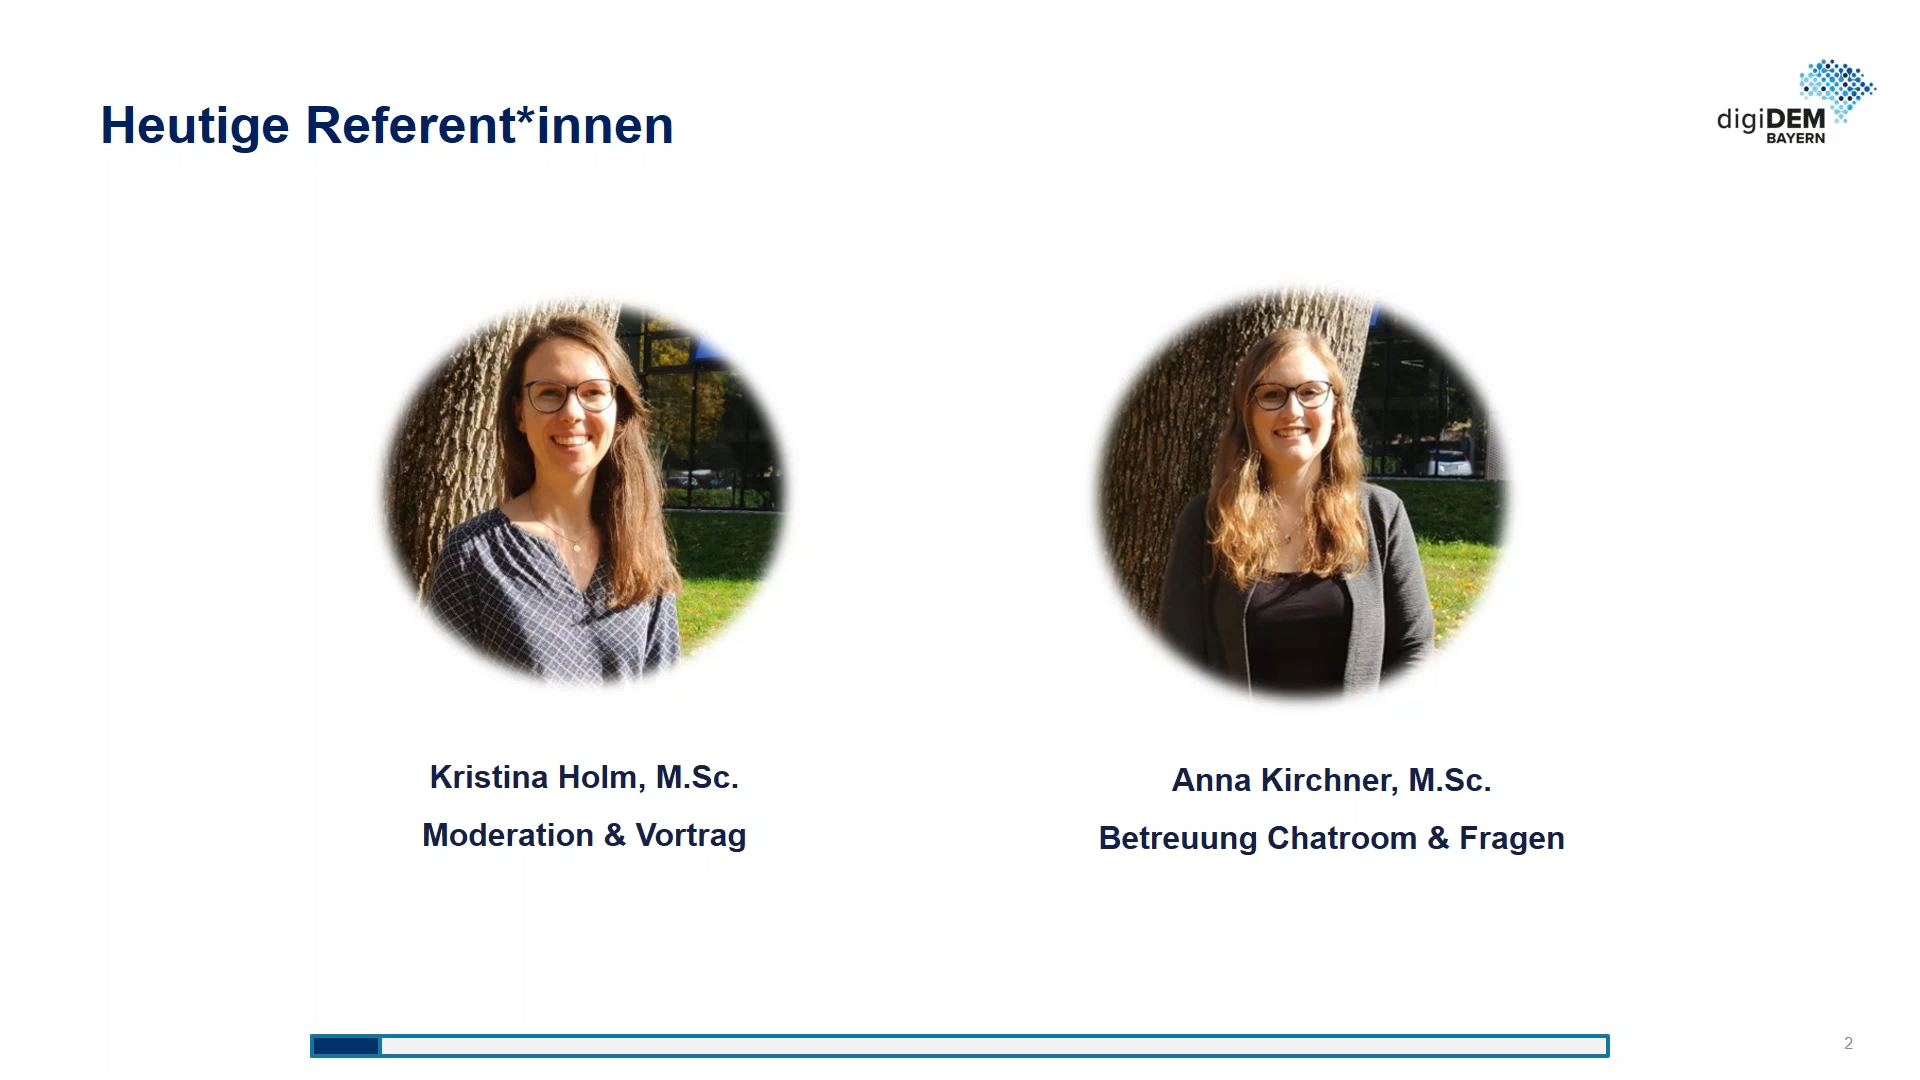 Heutige Referent*innen
digiDEM
BAYERN
Kristina Holm, M.Sc.
Moderation & Vortrag
Anna Kirchner, M.Sc.
Betreuung Chatroom & Fragen
2